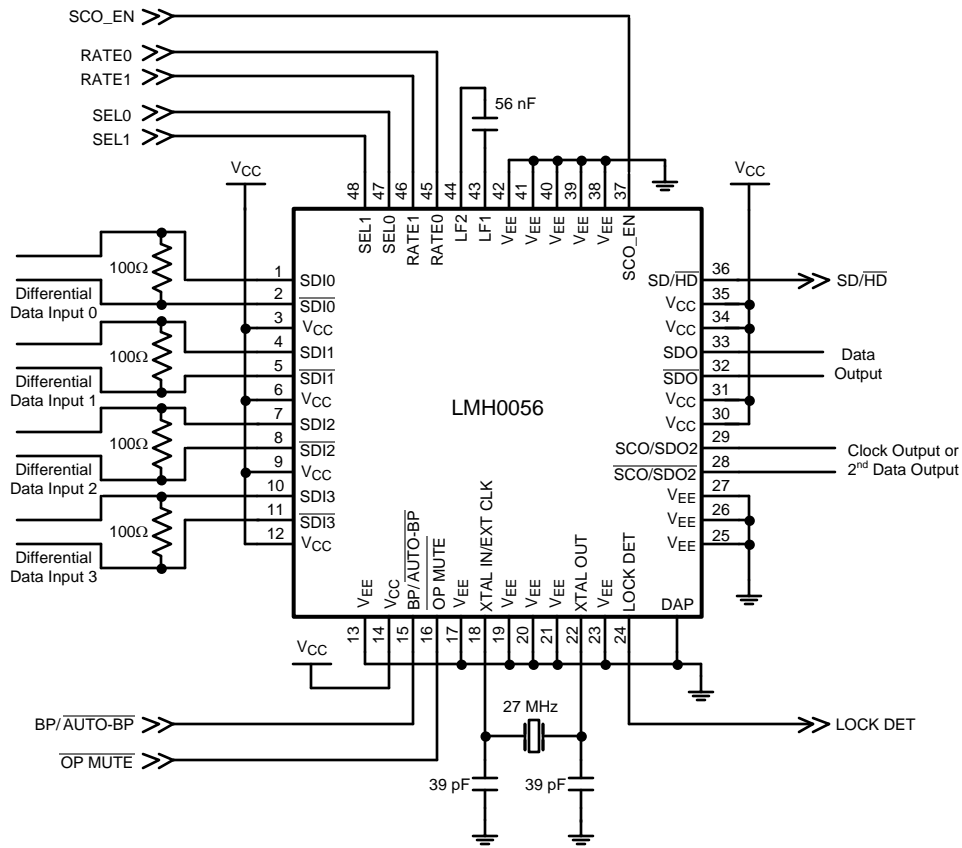 SCO_EN
RATE0
RATE1
SEL0
SEL1
56 nF
VCC
VCC
48 47 46 45 44 43 42 41 40 39 38 37
SEL1 SEL0 RATE1 RATE0 LF2 LF1 VEE VEE VEE VEE VEE SCO_EN
100Ω
Differential
Data Input 0
100Ω
Differential
Data Input 1
100Ω
Differential
Data Input 2
100Ω
Differential
Data Input 3
1 SDI0
2 SDI0
3 VCC
4 SDI1
5 SDI1
6 VCC
7 SDI2
8 SDI2
9 VCC
10 SDI3
11 SDI3
12 VCC
LMH0056
SD/HD 36 SD/HD
VCC 35
VCC 34
SDO 33
SDO 32
Data
Output
VCC 31
VCC 30
SCO/SDO2 29
SCO/SDO2 28
Clock Output or
2nd Data Output
VEE 27
VEE 26
VEE 25
VEE VCC BP/AUTO-BP OP MUTE VEE XTAL IN/EXT CLK VEE VEE VEE XTAL OUT VEE LOCK DET DAP
13 14 15 16 17 18 19 20 21 22 23 24
VCC
BP/AUTO-BP
OP MUTE
27 MHz
39 pF
39 pF
LOCK DET